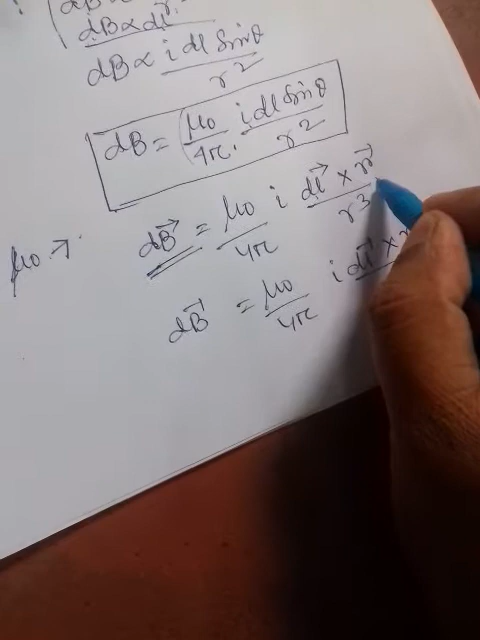 dB ∝ dl
dB ∝ i dl Sinθ / r²
dB = (μ₀ / 4π . i dl Sinθ / r²
μ₀ → dB⃗ = μ₀ / 4π i dl⃗ × r⃗ / r³
dB⃗ = μ₀ / 4π i dl⃗ ×